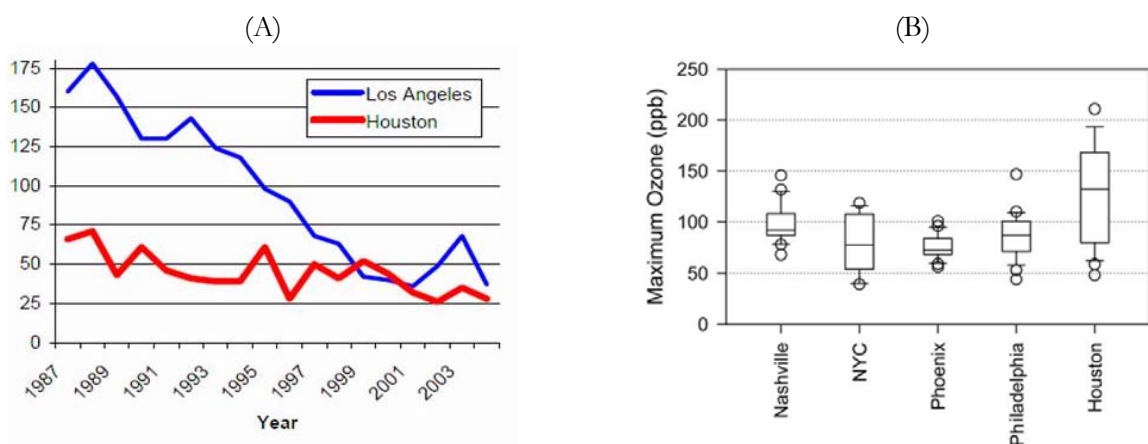 (A)
175
150
125
100
75
50
25
0
Los Angeles
Houston
1987
1989
1991
1993
1995
1997
1999
2001
2003
Year
(B)
Maximum Ozone (ppb)
250
200
150
100
50
0
Nashville
NYC
Phoenix
Philadelphia
Houston